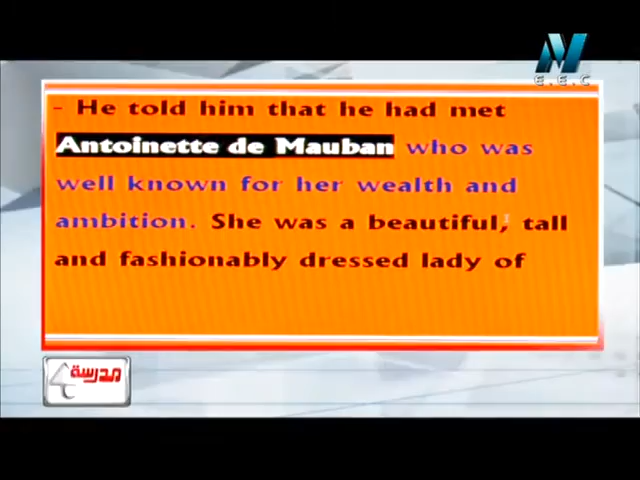 M
E.E.C
- He told him that he had met
Antoinette de Mauban who was
well known for her wealth and
ambition. She was a beautiful, tall
and fashionably dressed lady of
مدرسة